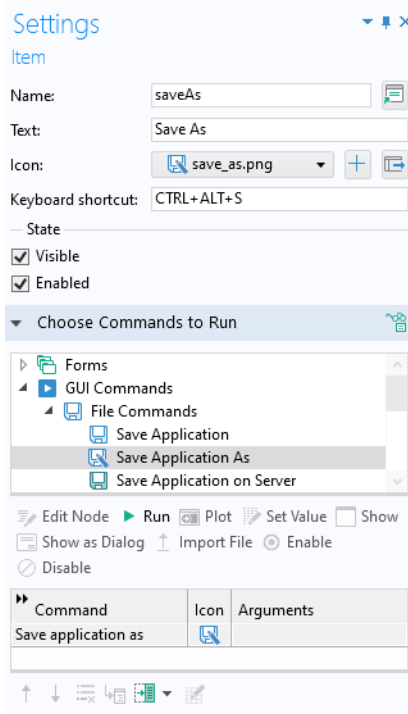 Settings
Item
Name: saveAs
Text: Save As
Icon: save_as.png
Keyboard shortcut: CTRL+ALT+S
State
Visible
Enabled
Choose Commands to Run
Forms
GUI Commands
File Commands
Save Application
Save Application As
Save Application on Server
Edit Node Run Plot Set Value Show
Show as Dialog Import File Enable
Disable
Command Icon Arguments
Save application as